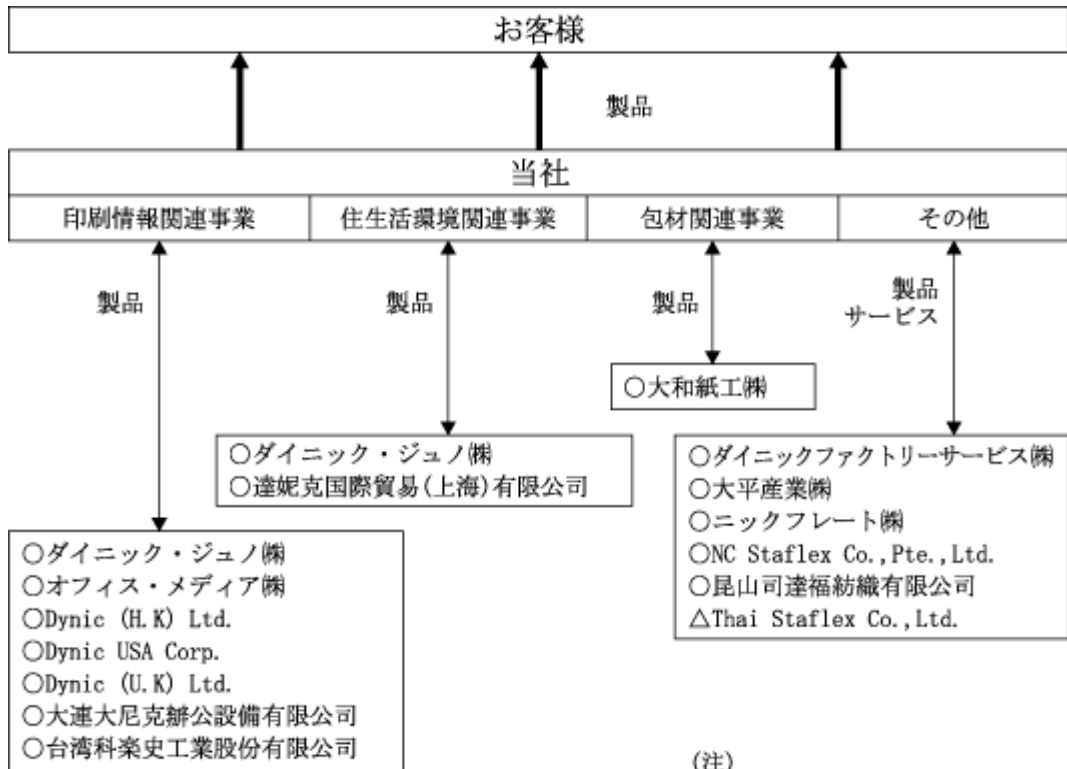 お客様
製品
当社
印刷情報関連事業
住生活環境関連事業
包材関連事業
その他
製品
製品
製品
製品
サービス
○大和紙工㈱
○ダイニック・ジュノ㈱
○達妮克国際貿易(上海)有限公司
○ダイニックファクトリーサービス㈱
○大平産業㈱
○ニックフレート㈱
○NC Staflex Co.,Pte.,Ltd.
○昆山司達福紡織有限公司
△Thai Staflex Co.,Ltd.
○ダイニック・ジュノ㈱
○オフィス・メディア㈱
○Dynic (H.K) Ltd.
○Dynic USA Corp.
○Dynic (U.K) Ltd.
○大連大尼克辦公設備有限公司
○台湾科楽史工業股份有限公司
(注)